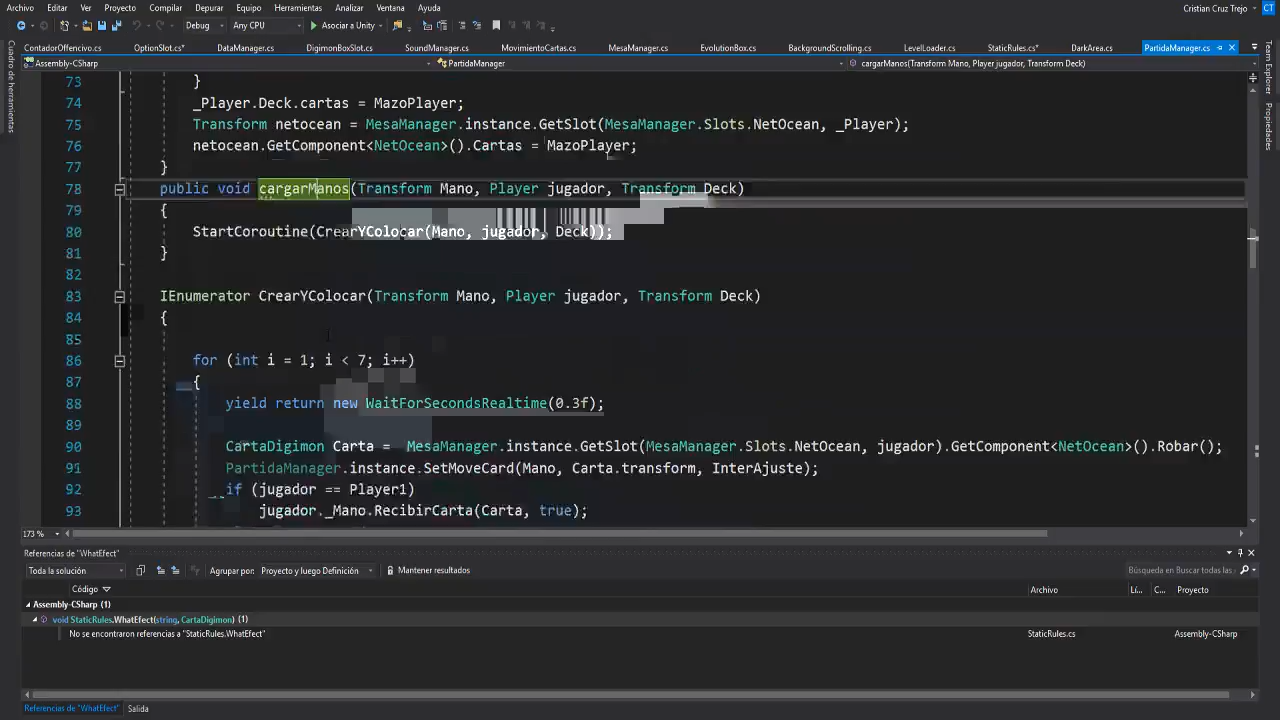 Archivo Editar Ver Proyecto Compilar Depurar Equipo Herramientas Analizar Ventana Ayuda
Cristian Cruz Trejo CT
Debug Any CPU Asociar a Unity
ContadorOffencivo.cs OptionSlot.cs* DataManager.cs DigimonBoxSlot.cs SoundManager.cs MovimientoCartas.cs MesaManager.cs EvolutionBox.cs BackgroundScrolling.cs LevelLoader.cs StaticRules.cs* DarkArea.cs PartidaManager.cs
Assembly-CSharp PartidaManager cargarManos(Transform Mano, Player jugador, Transform Deck)
Cuadro de herramientas
Team Explorer
Propiedades
73 }
74 _Player.Deck.cartas = MazoPlayer;
75 Transform netocean = MesaManager.instance.GetSlot(MesaManager.Slots.NetOcean, _Player);
76 netocean.GetComponent<NetOcean>().Cartas = MazoPlayer;
77 }
78 public void cargarManos(Transform Mano, Player jugador, Transform Deck)
79 {
80 StartCoroutine(CrearYColocar(Mano, jugador, Deck));
81 }
82
83 IEnumerator CrearYColocar(Transform Mano, Player jugador, Transform Deck)
84 {
85
86 for (int i = 1; i < 7; i++)
87 {
88 yield return new WaitForSecondsRealtime(0.3f);
89
90 CartaDigimon Carta = MesaManager.instance.GetSlot(MesaManager.Slots.NetOcean, jugador).GetComponent<NetOcean>().Robar();
91 PartidaManager.instance.SetMoveCard(Mano, Carta.transform, InterAjuste);
92 if (jugador == Player1)
93 jugador._Mano.RecibirCarta(Carta, true);
173 %
Referencias de "WhatEfect"
Toda la solución Agrupar por: Proyecto y luego Definición Mantener resultados Búsqueda en Buscar todas las
Código Archivo Lí... C... Proyecto
Assembly-CSharp (1)
void StaticRules.WhatEfect(string, CartaDigimon) (1)
No se encontraron referencias a "StaticRules.WhatEfect" StaticRules.cs Assembly-CSharp
Referencias de "WhatEfect" Salida